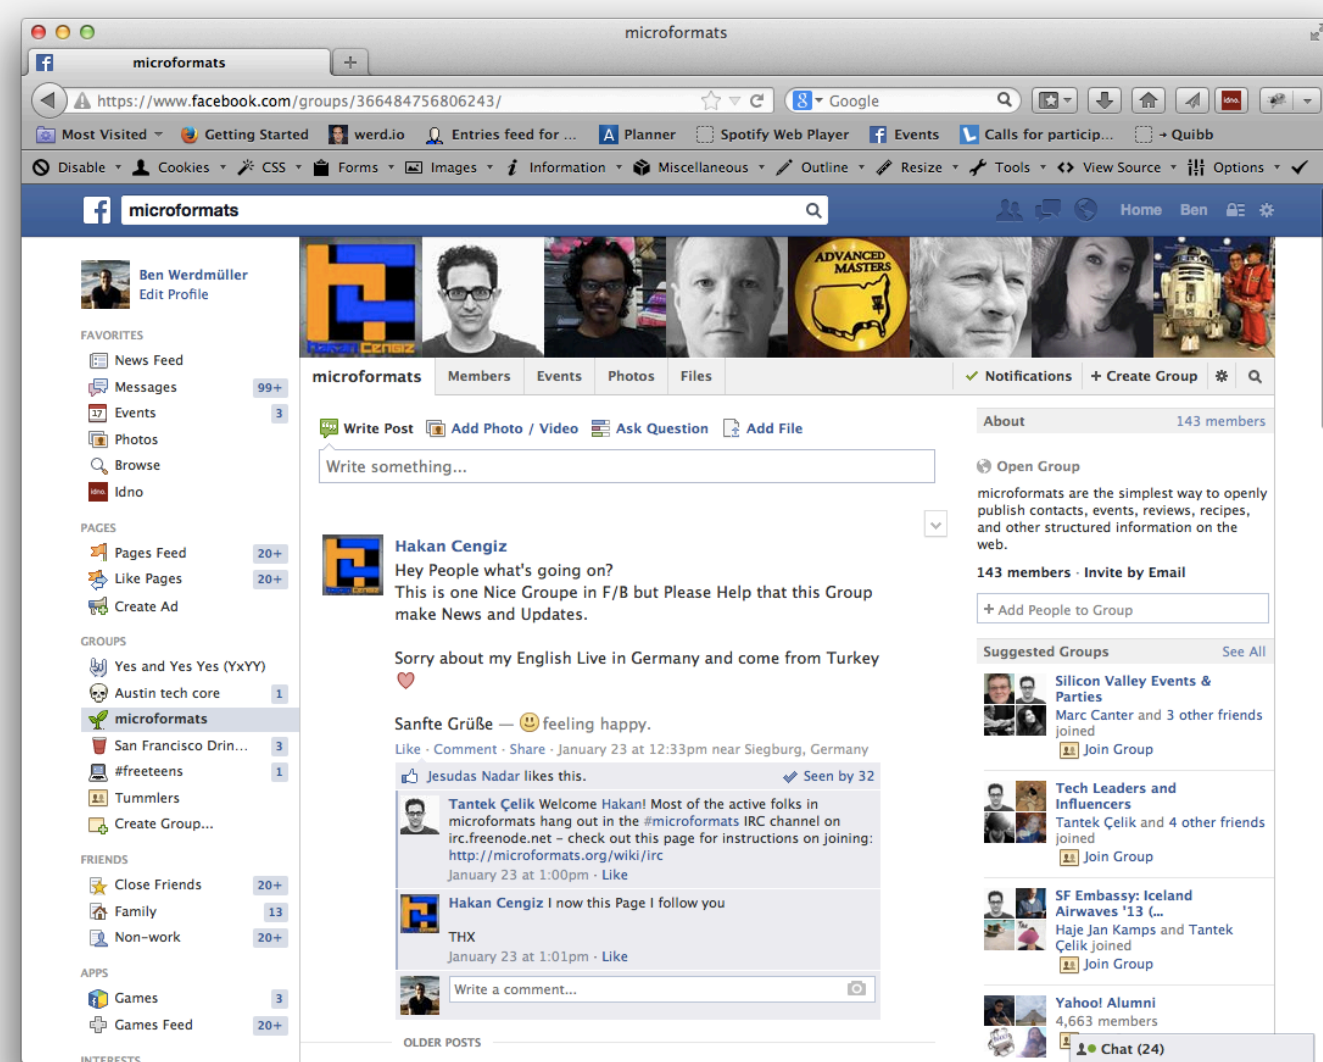 microformats
microformats
https://www.facebook.com/groups/366484756806243/
Google
idno.
Most Visited
Getting Started
werd.io
Entries feed for ...
Planner
Spotify Web Player
Events
Calls for particip...
→ Quibb
Disable
Cookies
CSS
Forms
Images
Information
Miscellaneous
Outline
Resize
Tools
View Source
Options
microformats
Home
Ben
Ben Werdmüller
Edit Profile
FAVORITES
News Feed
Messages 99+
17 Events 3
Photos
Browse
idno. Idno
PAGES
Pages Feed 20+
Like Pages 20+
Create Ad
GROUPS
Yes and Yes Yes (YxYY)
Austin tech core 1
microformats
San Francisco Drin... 3
#freeteens 1
Tummlers
Create Group...
FRIENDS
Close Friends 20+
Family 13
Non-work 20+
APPS
Games 3
Games Feed 20+
INTERESTS
Hakan Cengiz
ADVANCED
MASTERS
microformats
Members
Events
Photos
Files
Notifications
+ Create Group
Write Post
Add Photo / Video
Ask Question
Add File
Write something...
Hakan Cengiz
Hey People what's going on?
This is one Nice Groupe in F/B but Please Help that this Group
make News and Updates.
Sorry about my English Live in Germany and come from Turkey
Sanfte Grüße — feeling happy.
Like · Comment · Share · January 23 at 12:33pm near Siegburg, Germany
Jesudas Nadar likes this.
Seen by 32
Tantek Çelik Welcome Hakan! Most of the active folks in
microformats hang out in the #microformats IRC channel on
irc.freenode.net – check out this page for instructions on joining:
http://microformats.org/wiki/irc
January 23 at 1:00pm · Like
Hakan Cengiz I now this Page I follow you
THX
January 23 at 1:01pm · Like
Write a comment...
OLDER POSTS
About
143 members
Open Group
microformats are the simplest way to openly
publish contacts, events, reviews, recipes,
and other structured information on the
web.
143 members · Invite by Email
+ Add People to Group
Suggested Groups
See All
Silicon Valley Events &
Parties
Marc Canter and 3 other friends
joined
Join Group
Tech Leaders and
Influencers
Tantek Çelik and 4 other friends
joined
Join Group
SF Embassy: Iceland
Airwaves '13 (...
Haje Jan Kamps and Tantek
Çelik joined
Join Group
Yahoo! Alumni
4,663 members
Chat (24)